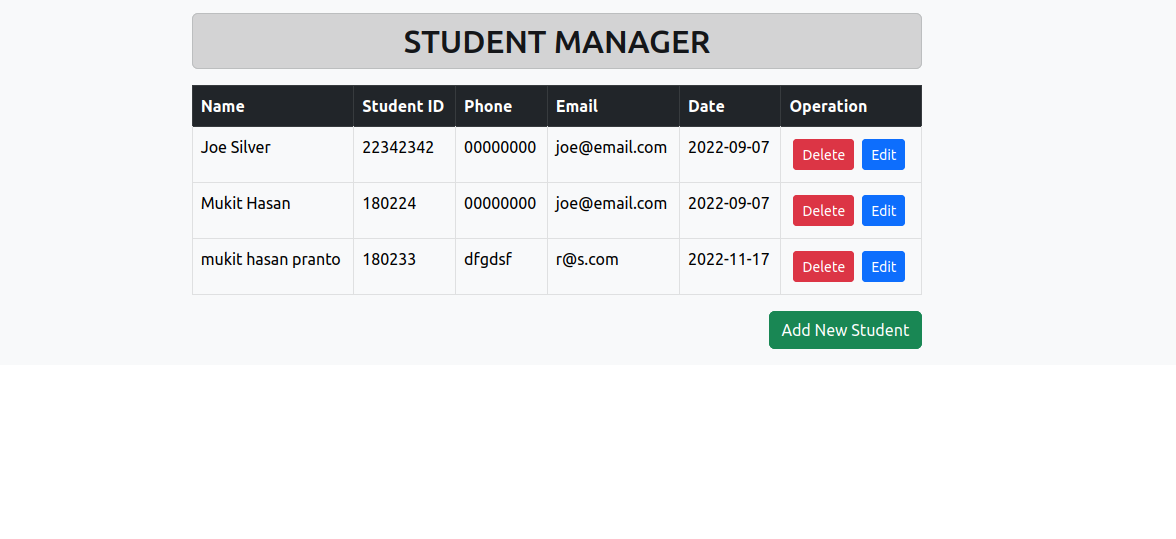 STUDENT MANAGER
Name Student ID Phone Email Date Operation
Joe Silver 22342342 00000000 joe@email.com 2022-09-07 Delete Edit
Mukit Hasan 180224 00000000 joe@email.com 2022-09-07 Delete Edit
mukit hasan pranto 180233 dfgdsf r@s.com 2022-11-17 Delete Edit
Add New Student